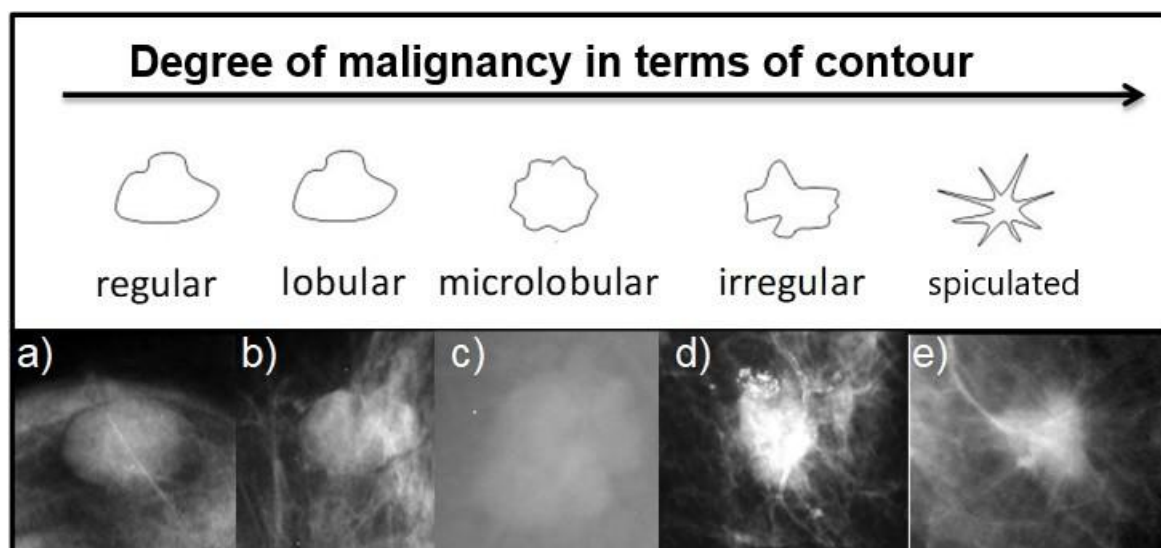 Degree of malignancy in terms of contour
regular lobular microlobular irregular spiculated
a) b) c) d) e)